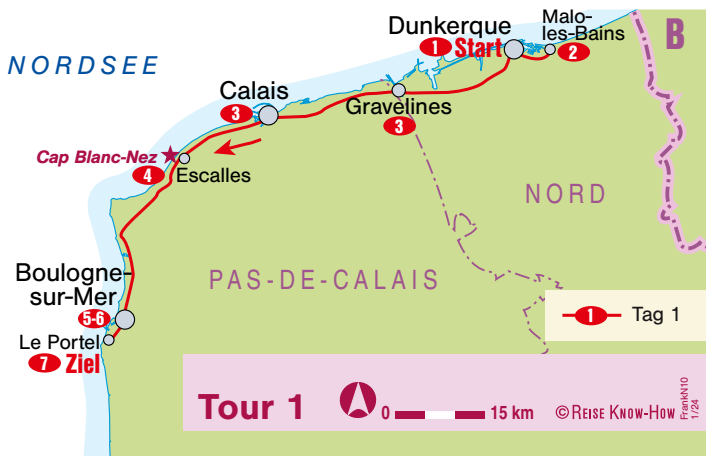 Dunkerque
1 Start
Malo-
les-Bains
2
B
NORDSEE
Calais
3
Gravelines
3
Cap Blanc-Nez
4
Escalles
NORD
PAS-DE-CALAIS
Boulogne-
sur-Mer
5-6
Le Portel
7 Ziel
1 Tag 1
Tour 1
0 15 km
© REISE KNOW-HOW
FrankN10
1/24